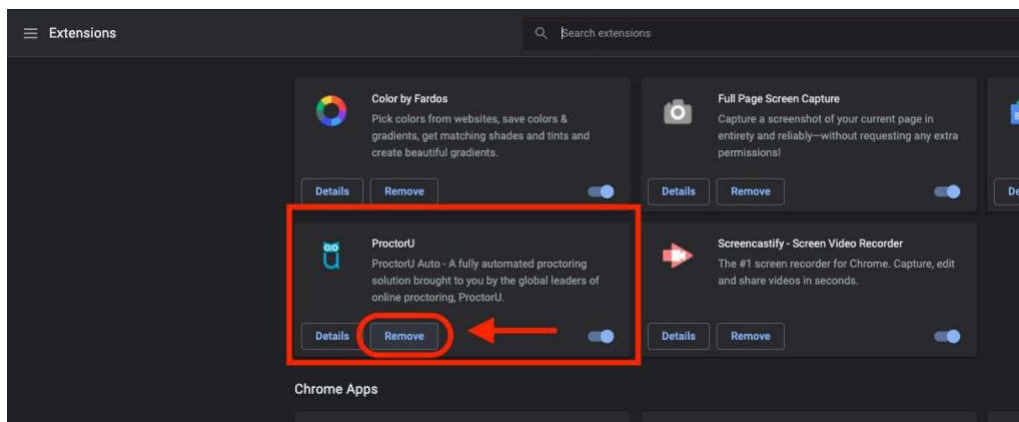 Extensions
Search extensions
Color by Fardos
Pick colors from websites, save colors &
gradients, get matching shades and tints and
create beautiful gradients.
Details Remove
Full Page Screen Capture
Capture a screenshot of your current page in
entirety and reliably—without requesting any extra
permissions!
Details Remove
De
ProctorU
ProctorU Auto - A fully automated proctoring
solution brought to you by the global leaders of
online proctoring, ProctorU.
Details Remove
Screencastify - Screen Video Recorder
The #1 screen recorder for Chrome. Capture, edit
and share videos in seconds.
Details Remove
Chrome Apps